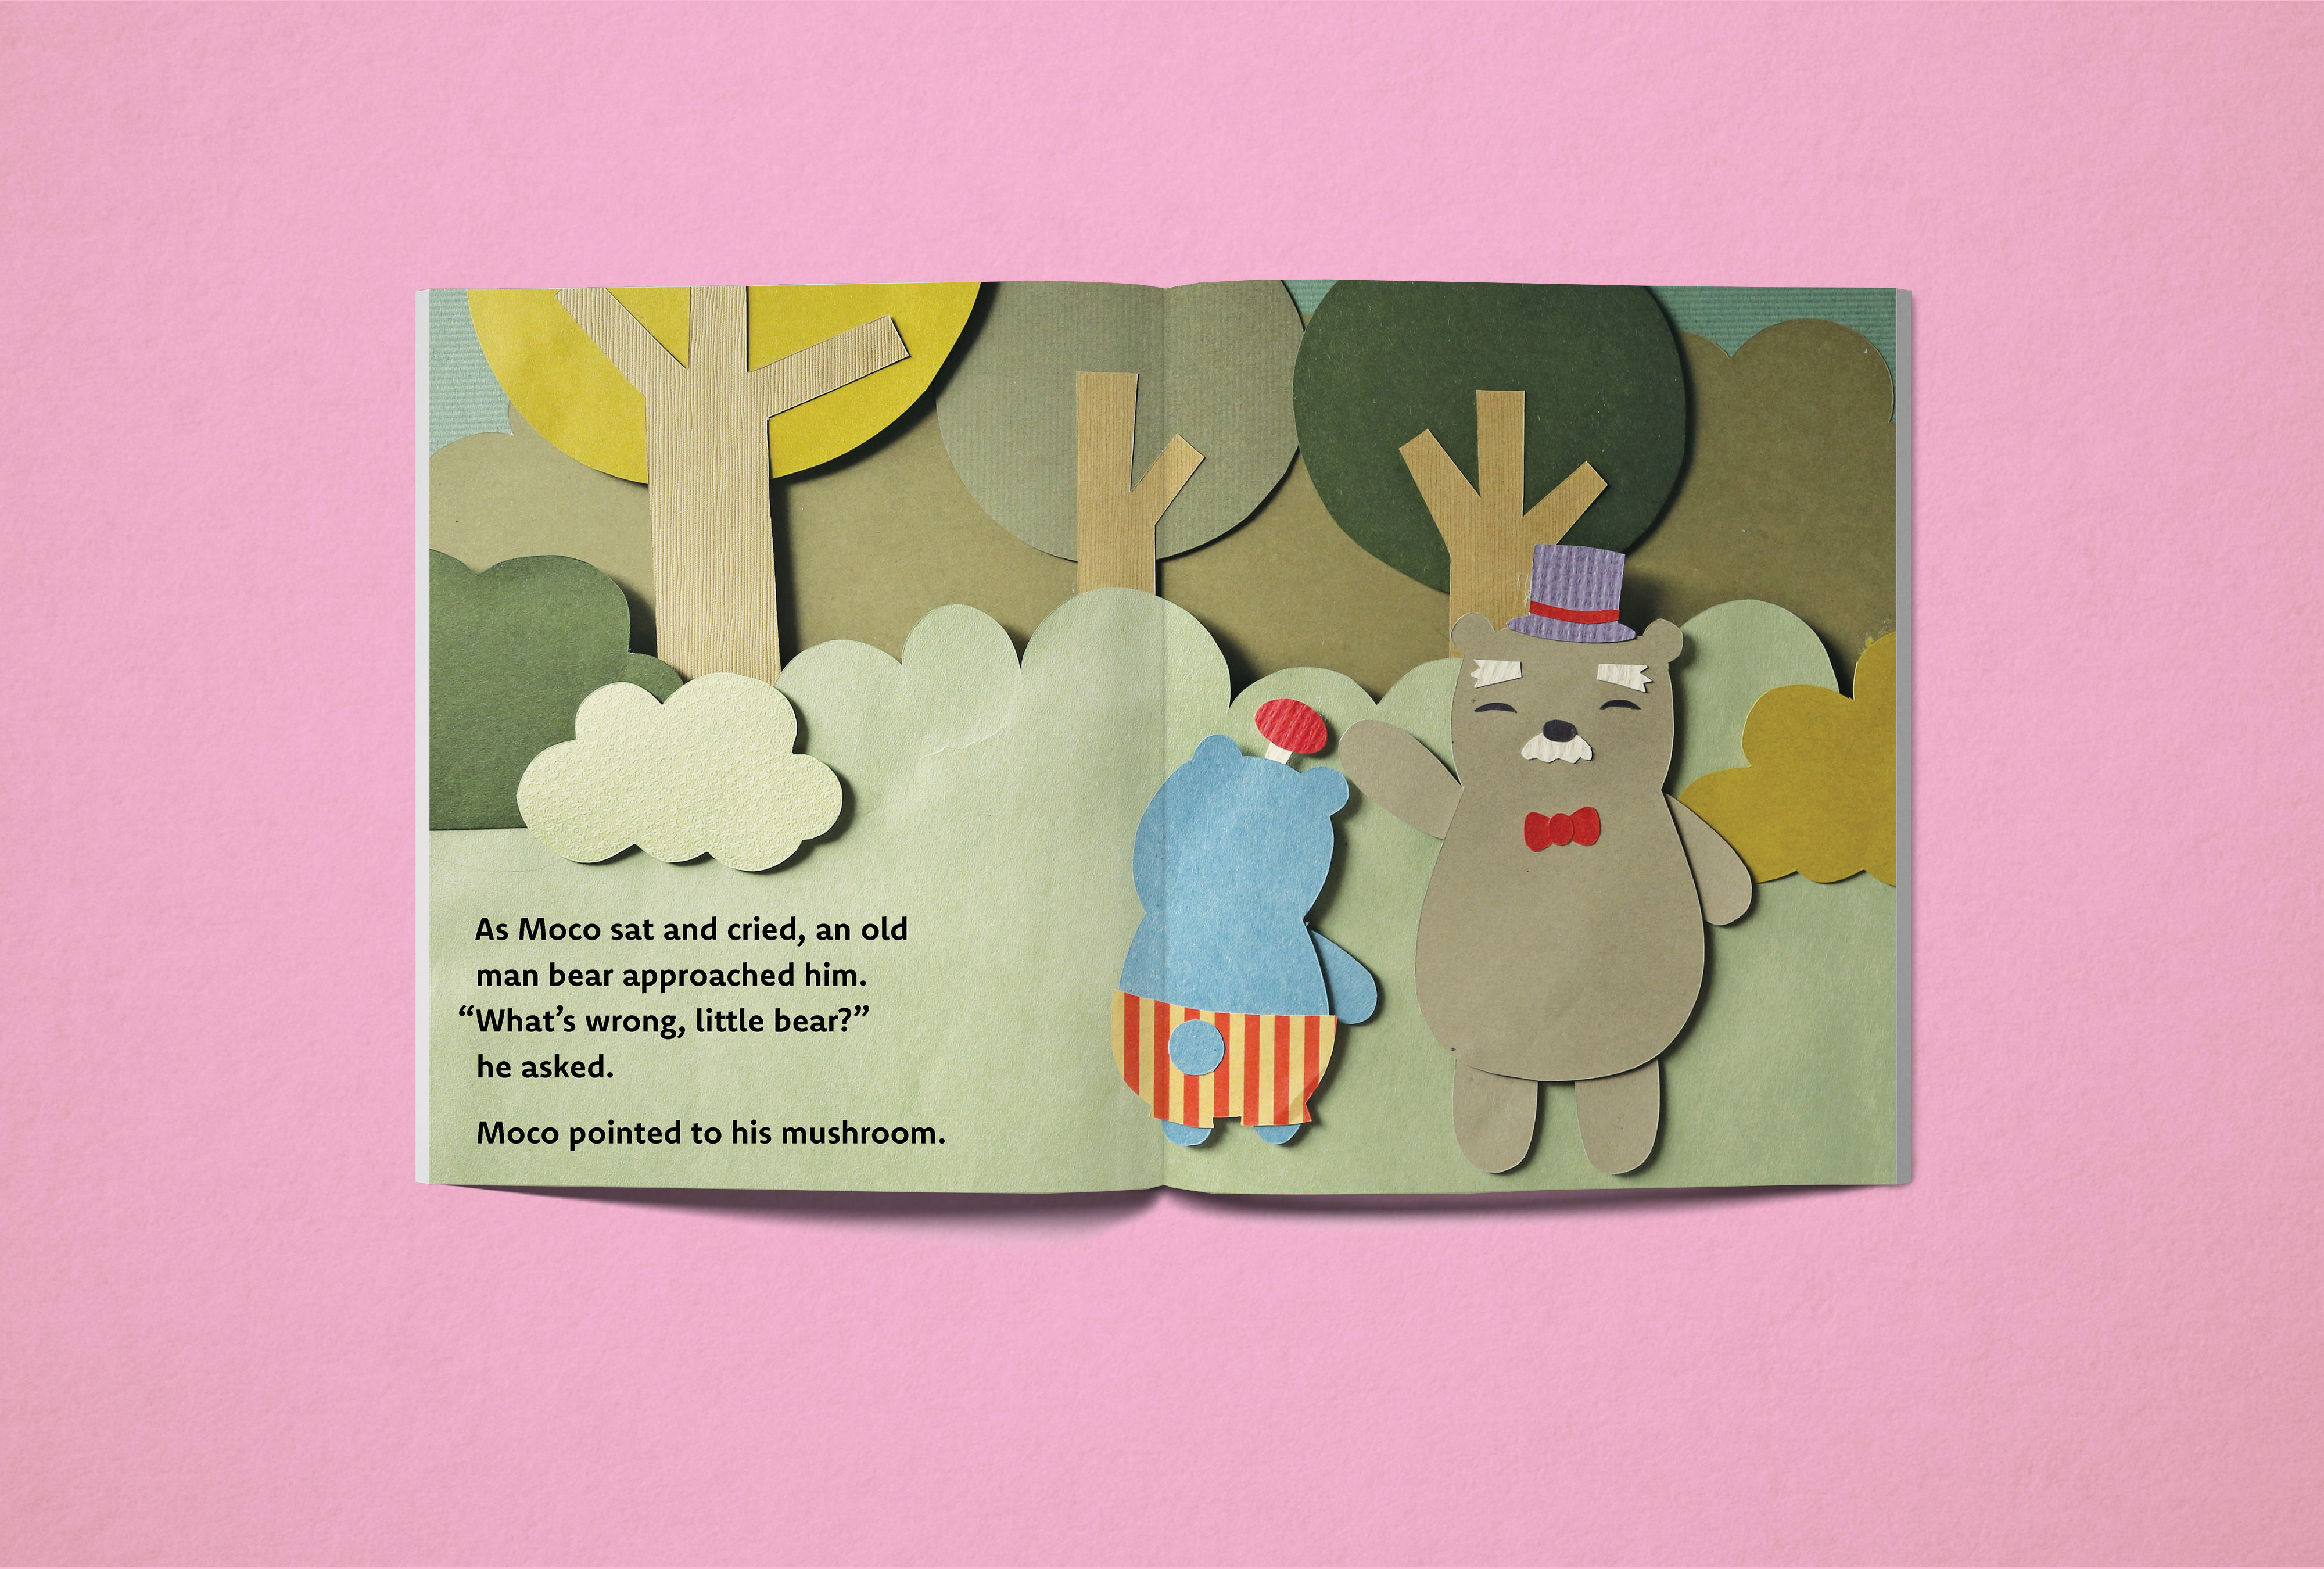 As Moco sat and cried, an old
man bear approached him.
“What’s wrong, little bear?”
he asked.
Moco pointed to his mushroom.